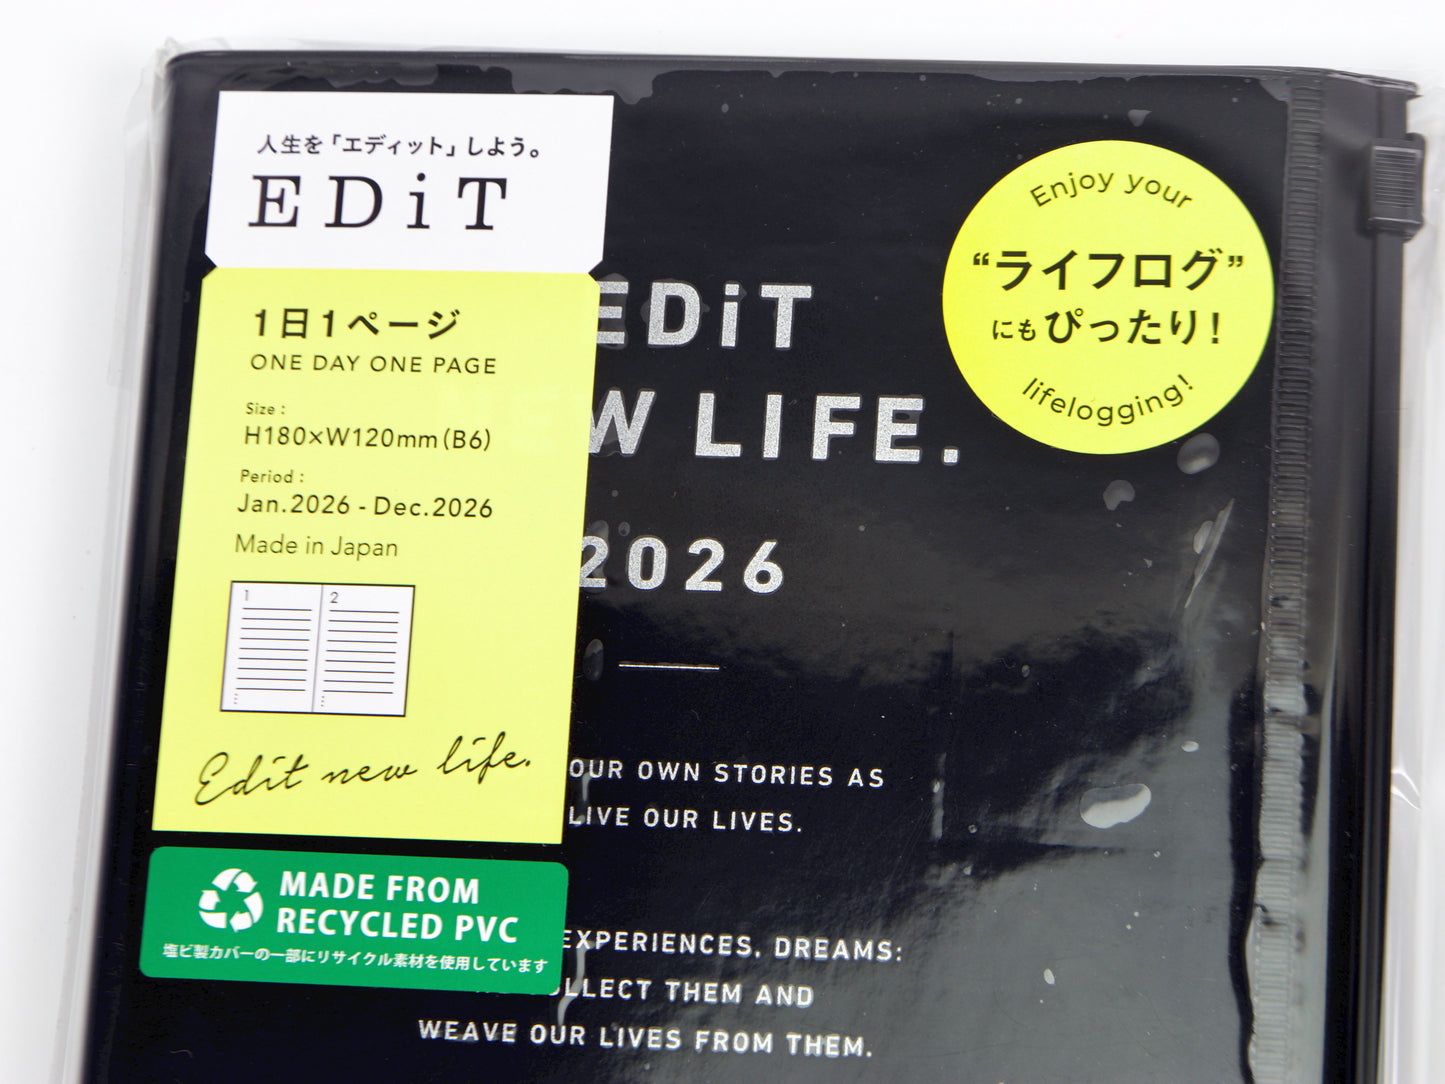 人生を「エディット」しよう。
EDiT
1日1ページ
ONE DAY ONE PAGE
Size :
H180×W120mm(B6)
Period :
Jan.2026 - Dec.2026
Made in Japan
1 2
Edit new life.
MADE FROM
RECYCLED PVC
塩ビ製カバーの一部にリサイクル素材を使用しています
Enjoy your
“ライフログ”
にもぴったり!
lifelogging!
EDiT
LIFE.
2026
OUR OWN STORIES AS
LIVE OUR LIVES.
EXPERIENCES, DREAMS:
THEM AND
WEAVE OUR LIVES FROM THEM.